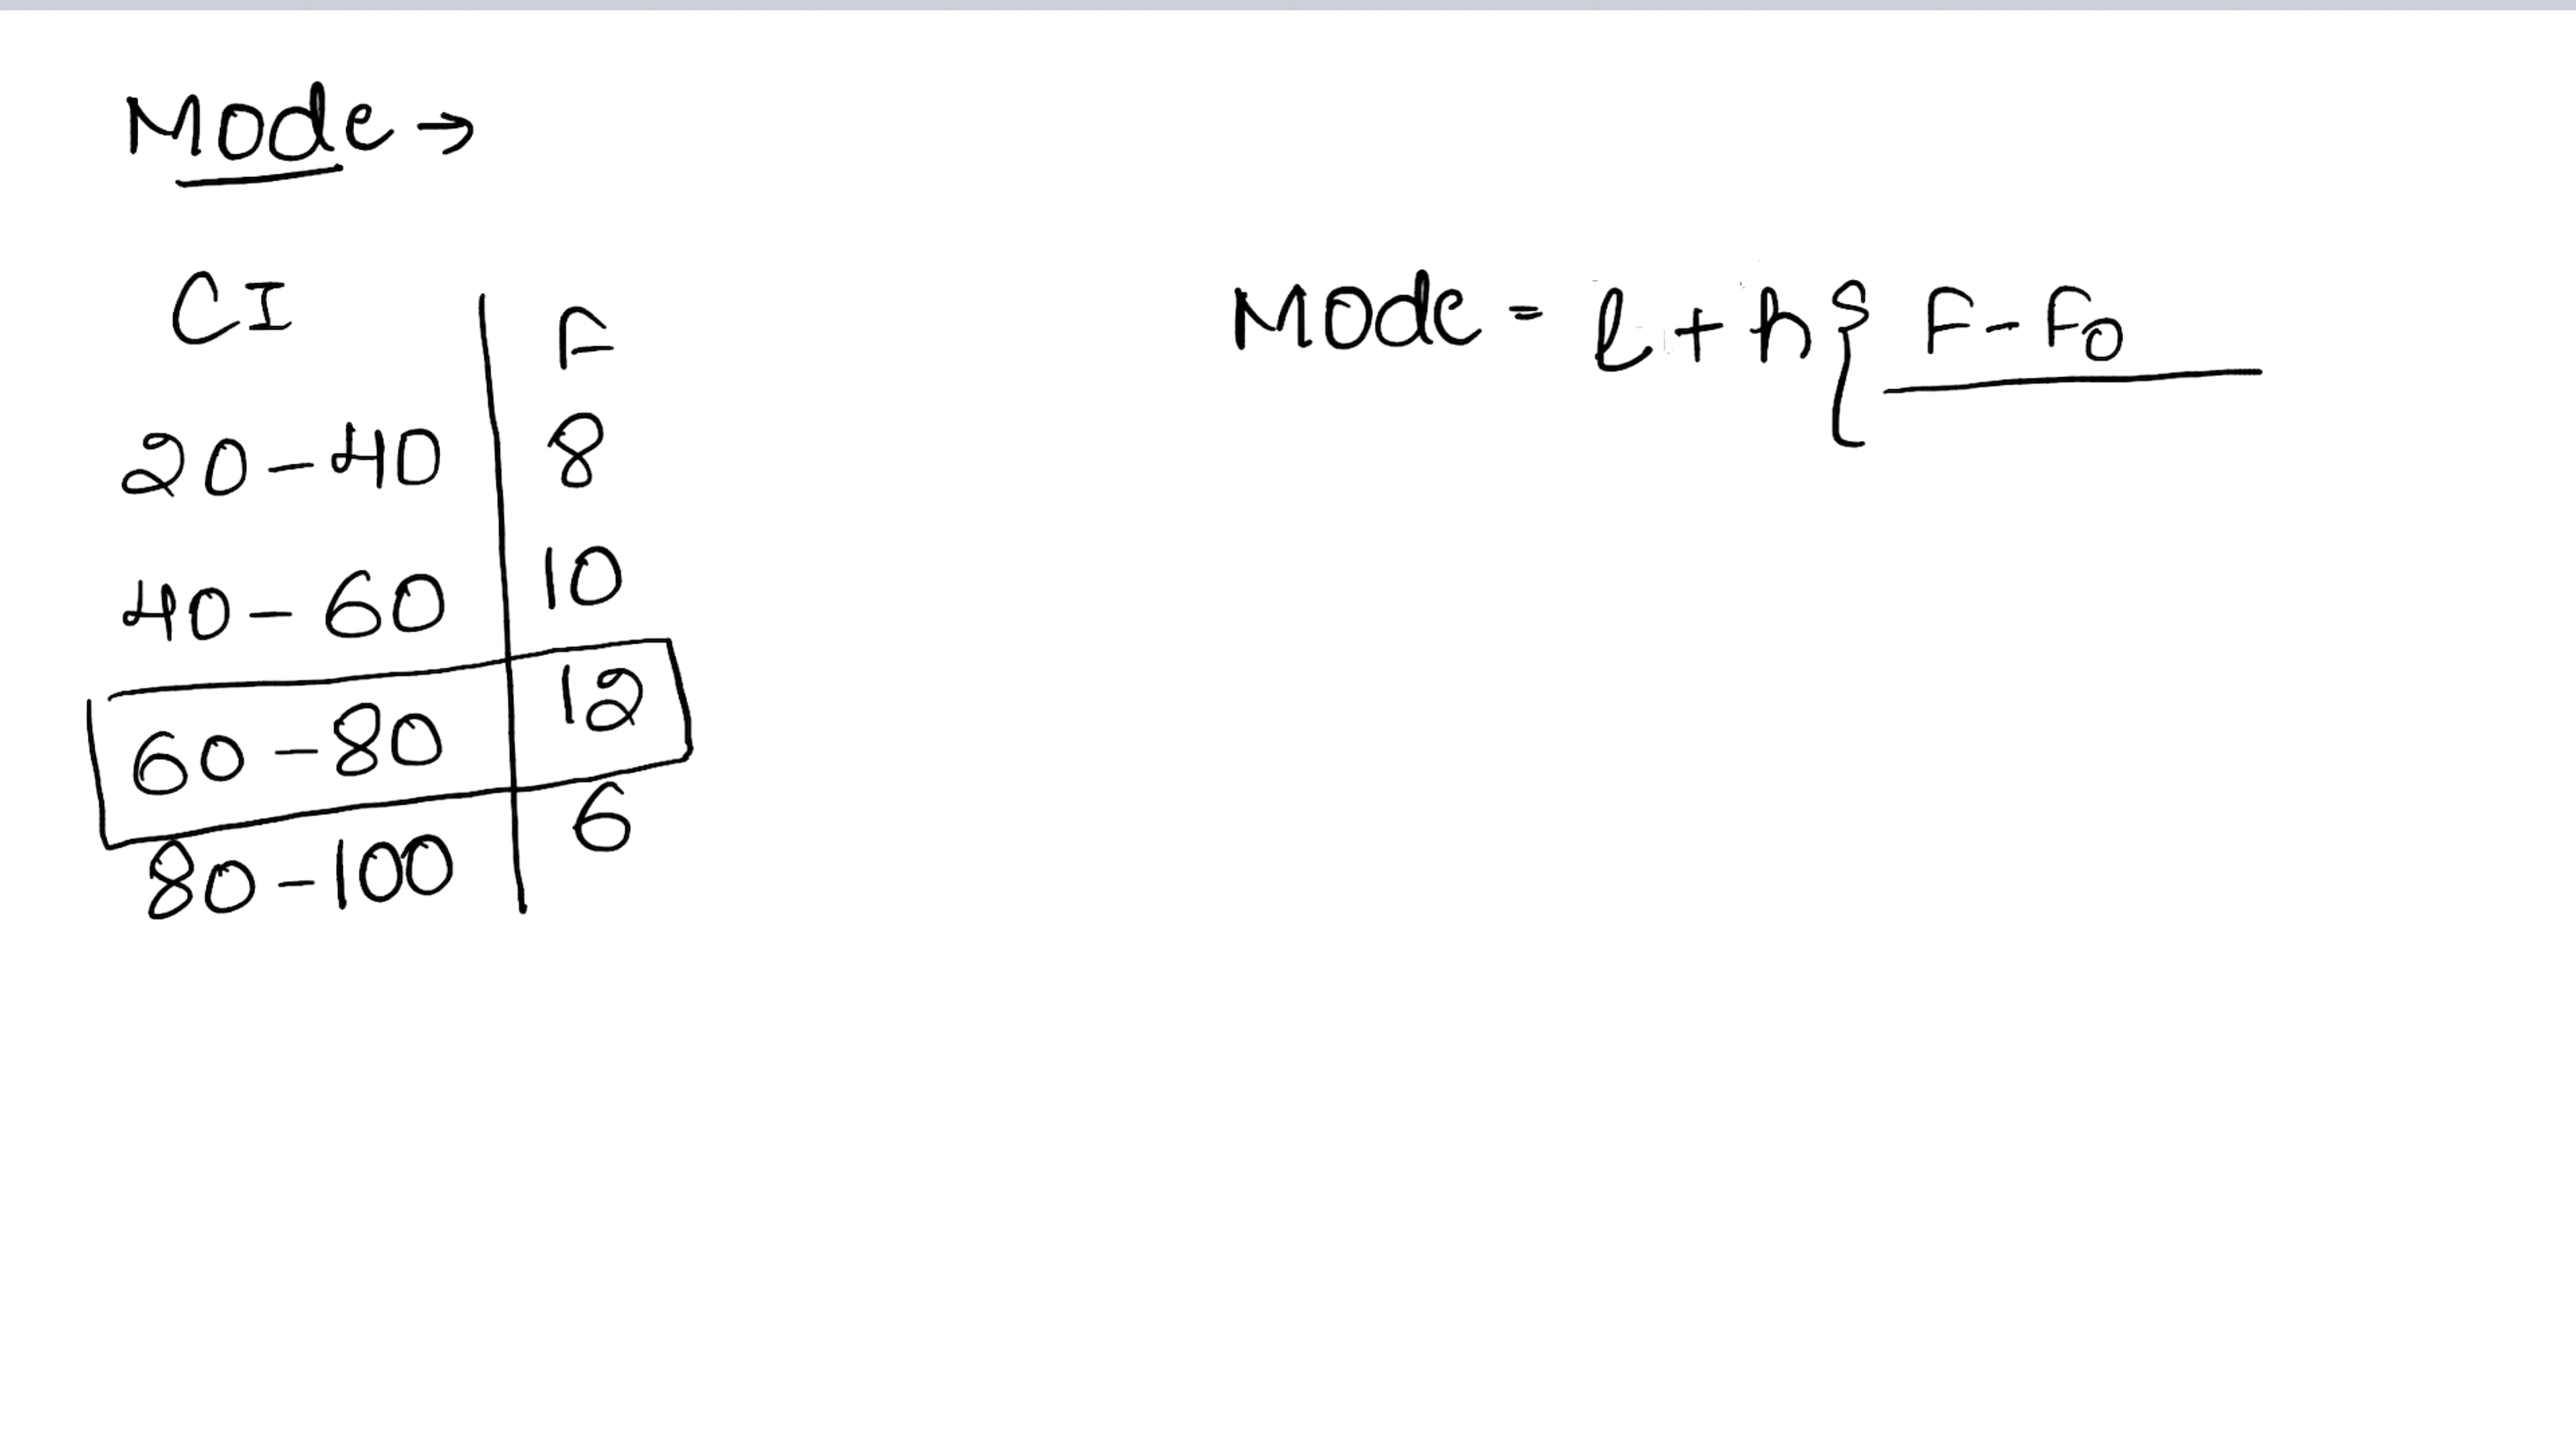 Mode →
CI F
20-40 8
40-60 10
60-80 12
80-100 6
Mode = l + h { F - F0